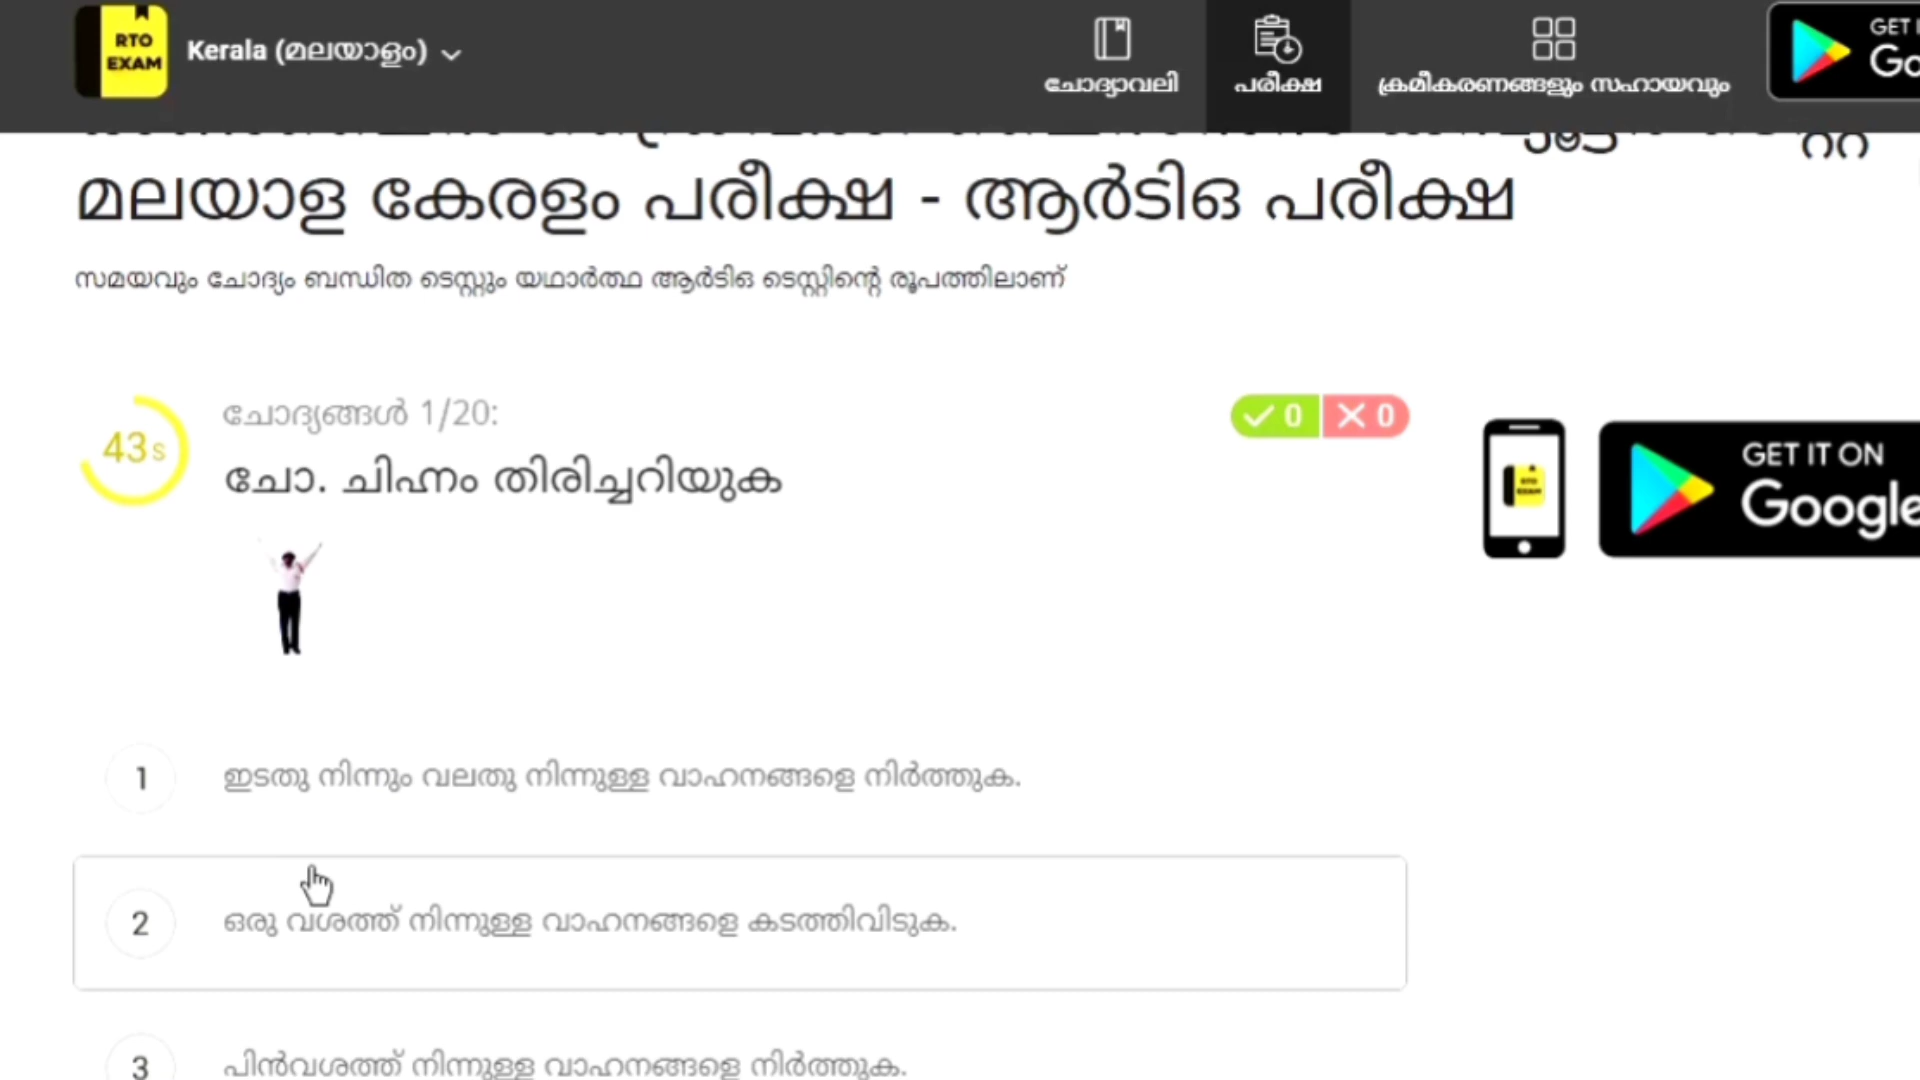 RTO
EXAM
Kerala (മലയാളം)
ചോദ്യാവലി
പരീക്ഷ
ക്രമീകരണങ്ങളും സഹായവും
GET
Go
മലയാള കേരളം പരീക്ഷ - ആർടിഒ പരീക്ഷ
സമയവും ചോദ്യം ബന്ധിത ടെസ്റ്റും യഥാർത്ഥ ആർടിഒ ടെസ്റ്റിന്റെ രൂപത്തിലാണ്
43s
ചോദ്യങ്ങൾ 1/20:
0
0
ചോ. ചിഹ്നം തിരിച്ചറിയുക
RTO
EXAM
GET IT ON
Google
1 ഇടതു നിന്നും വലതു നിന്നുള്ള വാഹനങ്ങളെ നിർത്തുക.
2 ഒരു വശത്ത് നിന്നുള്ള വാഹനങ്ങളെ കടത്തിവിടുക.
3 പിൻവശത്ത് നിന്നുള്ള വാഹനങ്ങളെ നിർത്തുക.